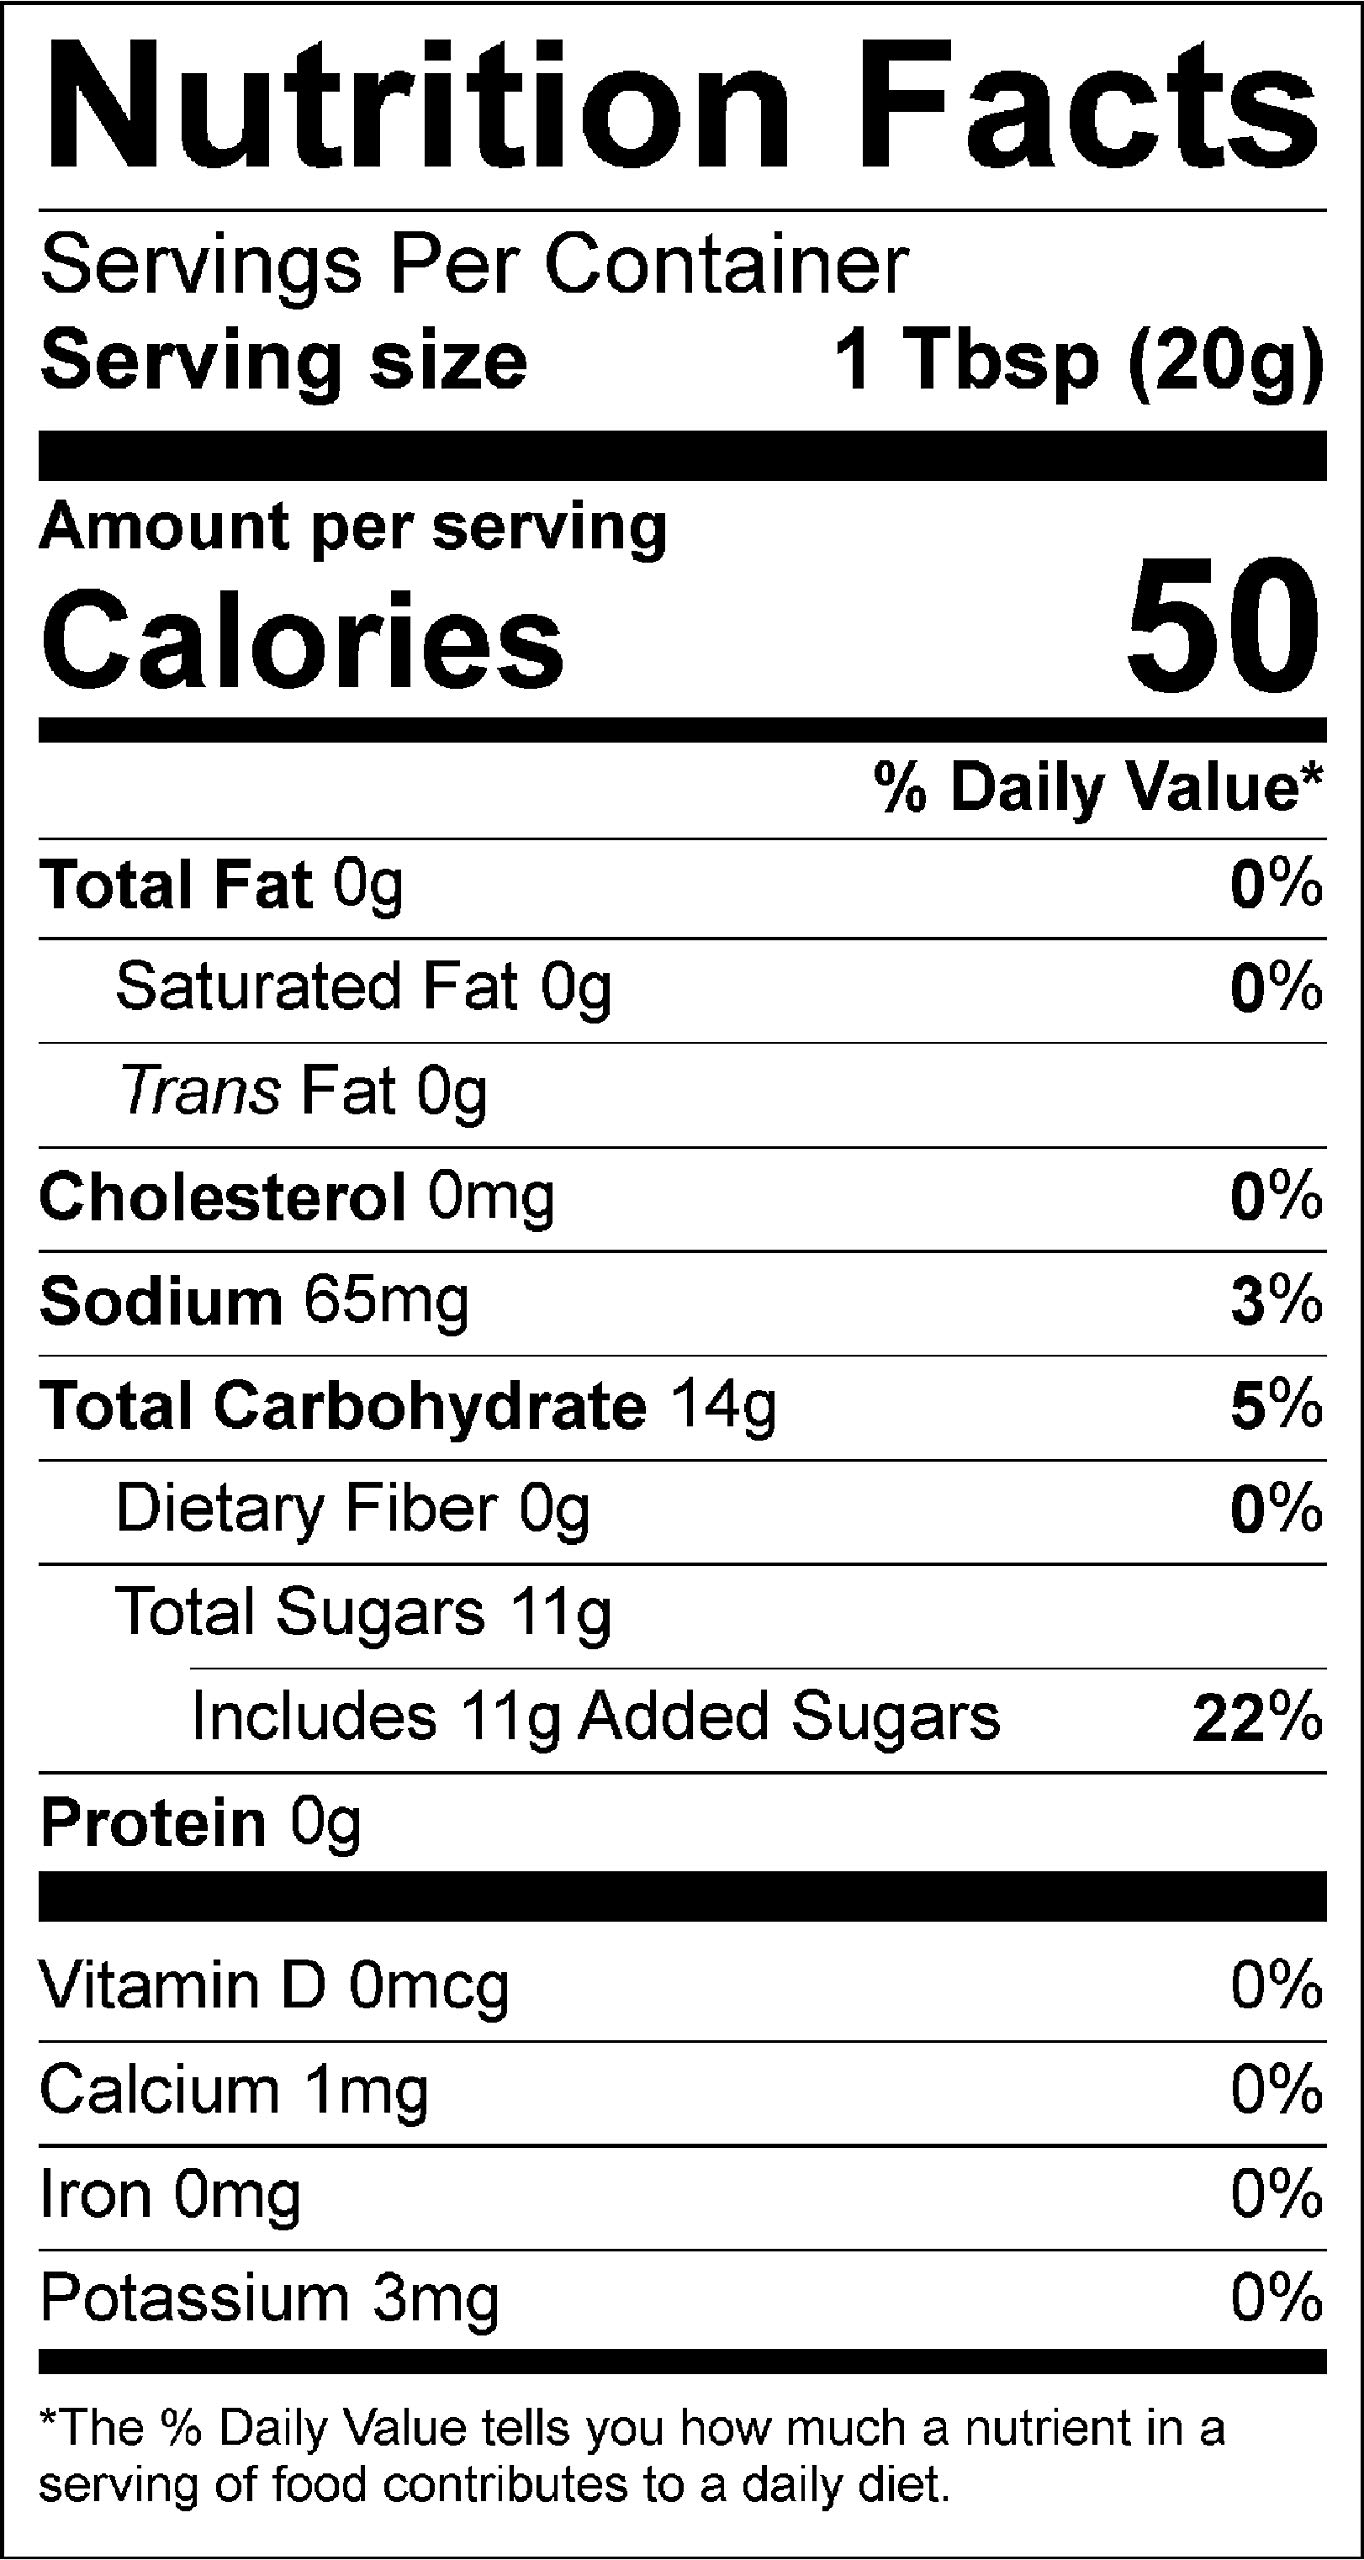 Nutrition Facts
Servings Per Container
Serving size 1 Tbsp (20g)
Amount per serving
Calories 50
% Daily Value*
Total Fat 0g 0%
Saturated Fat 0g 0%
Trans Fat 0g
Cholesterol 0mg 0%
Sodium 65mg 3%
Total Carbohydrate 14g 5%
Dietary Fiber 0g 0%
Total Sugars 11g
Includes 11g Added Sugars 22%
Protein 0g
Vitamin D 0mcg 0%
Calcium 1mg 0%
Iron 0mg 0%
Potassium 3mg 0%
*The % Daily Value tells you how much a nutrient in a
serving of food contributes to a daily diet.